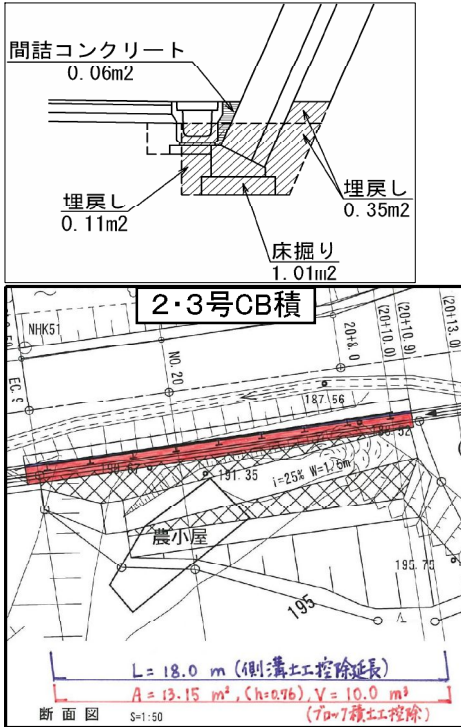 間詰コンクリート
0.06m2
埋戻し
0.11m2
埋戻し
0.35m2
床掘り
1.01m2
2・3号CB積
NHK51
EC.5
NO.20
20+8.0
(20+10.0)
(20+10.9)
(20+13.0)
187.56
191.35
i=25% W=1.5m
農小屋
195
195.75
L = 18.0 m (側溝土工控除延長)
A = 13.15 m², (h=0.76), V = 10.0 m³
(ブロック積土工控除)
断面図 S=1:50